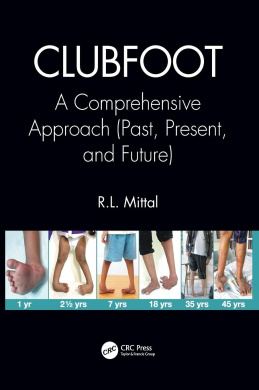 CLUBFOOT
A Comprehensive
Approach (Past, Present,
and Future)
R.L. Mittal
1 yr
2½ yrs
7 yrs
18 yrs
35 yrs
45 yrs
CRC
CRC Press
Taylor & Francis Group